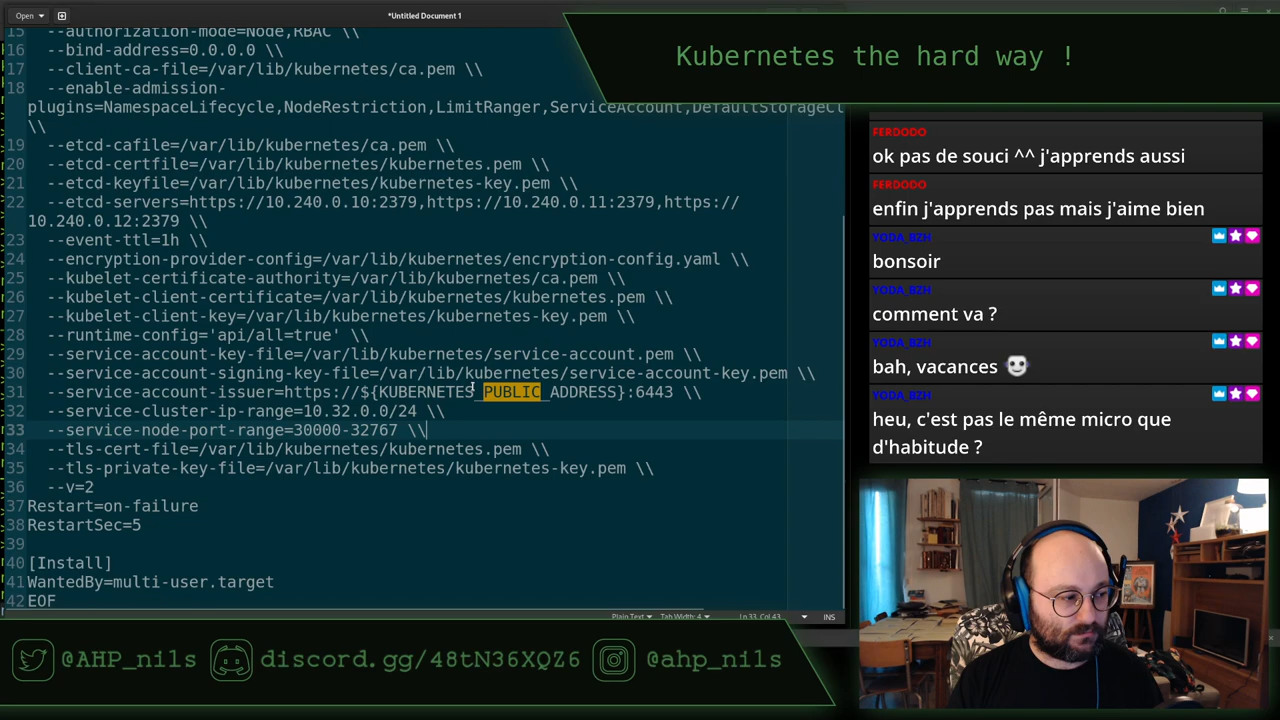 Open
*Untitled Document 1
Kubernetes the hard way !
15 --authorization-mode=Node,RBAC \\
16 --bind-address=0.0.0.0 \\
17 --client-ca-file=/var/lib/kubernetes/ca.pem \\
18 --enable-admission-
plugins=NamespaceLifecycle,NodeRestriction,LimitRanger,ServiceAccount,DefaultStorageCl
\\
19 --etcd-cafile=/var/lib/kubernetes/ca.pem \\
20 --etcd-certfile=/var/lib/kubernetes/kubernetes.pem \\
21 --etcd-keyfile=/var/lib/kubernetes/kubernetes-key.pem \\
22 --etcd-servers=https://10.240.0.10:2379,https://10.240.0.11:2379,https://
10.240.0.12:2379 \\
23 --event-ttl=1h \\
24 --encryption-provider-config=/var/lib/kubernetes/encryption-config.yaml \\
25 --kubelet-certificate-authority=/var/lib/kubernetes/ca.pem \\
26 --kubelet-client-certificate=/var/lib/kubernetes/kubernetes.pem \\
27 --kubelet-client-key=/var/lib/kubernetes/kubernetes-key.pem \\
28 --runtime-config='api/all=true' \\
29 --service-account-key-file=/var/lib/kubernetes/service-account.pem \\
30 --service-account-signing-key-file=/var/lib/kubernetes/service-account-key.pem \\
31 --service-account-issuer=https://${KUBERNETES_PUBLIC_ADDRESS}:6443 \\
32 --service-cluster-ip-range=10.32.0.0/24 \\
33 --service-node-port-range=30000-32767 \\
34 --tls-cert-file=/var/lib/kubernetes/kubernetes.pem \\
35 --tls-private-key-file=/var/lib/kubernetes/kubernetes-key.pem \\
36 --v=2
37 Restart=on-failure
38 RestartSec=5
39
40 [Install]
41 WantedBy=multi-user.target
42 EOF
Plain Text Tab Width: 4 Ln 33, Col 43 INS
FERDODO
ok pas de souci ^^ j'apprends aussi
FERDODO
enfin j'apprends pas mais j'aime bien
YODA_BZH
bonsoir
YODA_BZH
comment va ?
YODA_BZH
bah, vacances
YODA_BZH
heu, c'est pas le même micro que
d'habitude ?
@AHP_nils discord.gg/48tN36XQZ6 @ahp_nils